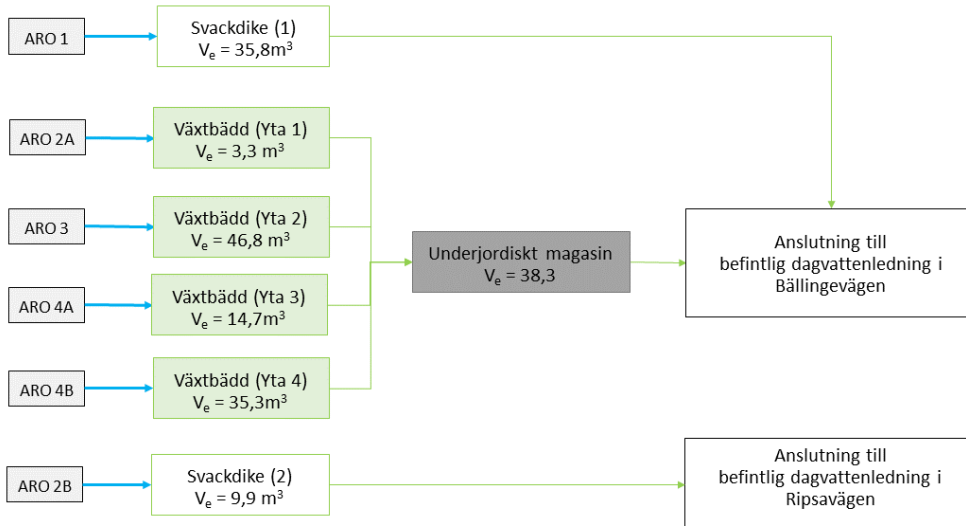 ARO 1
Svackdike (1)
Vₑ = 35,8m³
ARO 2A
Växtbädd (Yta 1)
Vₑ = 3,3 m³
ARO 3
Växtbädd (Yta 2)
Vₑ = 46,8 m³
ARO 4A
Växtbädd (Yta 3)
Vₑ = 14,7m³
ARO 4B
Växtbädd (Yta 4)
Vₑ = 35,3m³
ARO 2B
Svackdike (2)
Vₑ = 9,9 m³
Underjordiskt magasin
Vₑ = 38,3
Anslutning till
befintlig dagvattenledning i
Bällingevägen
Anslutning till
befintlig dagvattenledning i
Ripsavägen